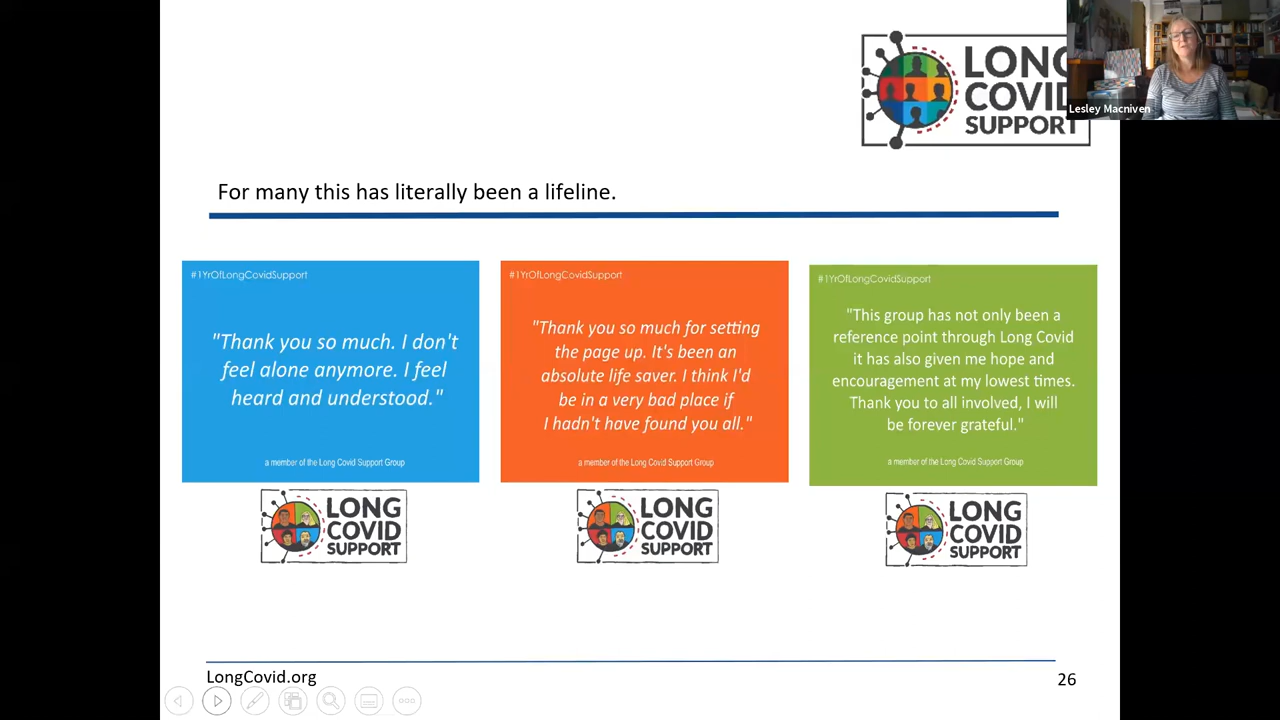 LONG
COVID
SUPPORT
Lesley Macniven
For many this has literally been a lifeline.
#1YrOfLongCovidSupport
"Thank you so much. I don't
feel alone anymore. I feel
heard and understood."
a member of the Long Covid Support Group
LONG
COVID
SUPPORT
#1YrOfLongCovidSupport
"Thank you so much for setting
the page up. It's been an
absolute life saver. I think I'd
be in a very bad place if
I hadn't have found you all."
a member of the Long Covid Support Group
LONG
COVID
SUPPORT
#1YrOfLongCovidSupport
"This group has not only been a
reference point through Long Covid
it has also given me hope and
encouragement at my lowest times.
Thank you to all involved, I will
be forever grateful."
a member of the Long Covid Support Group
LONG
COVID
SUPPORT
LongCovid.org
26